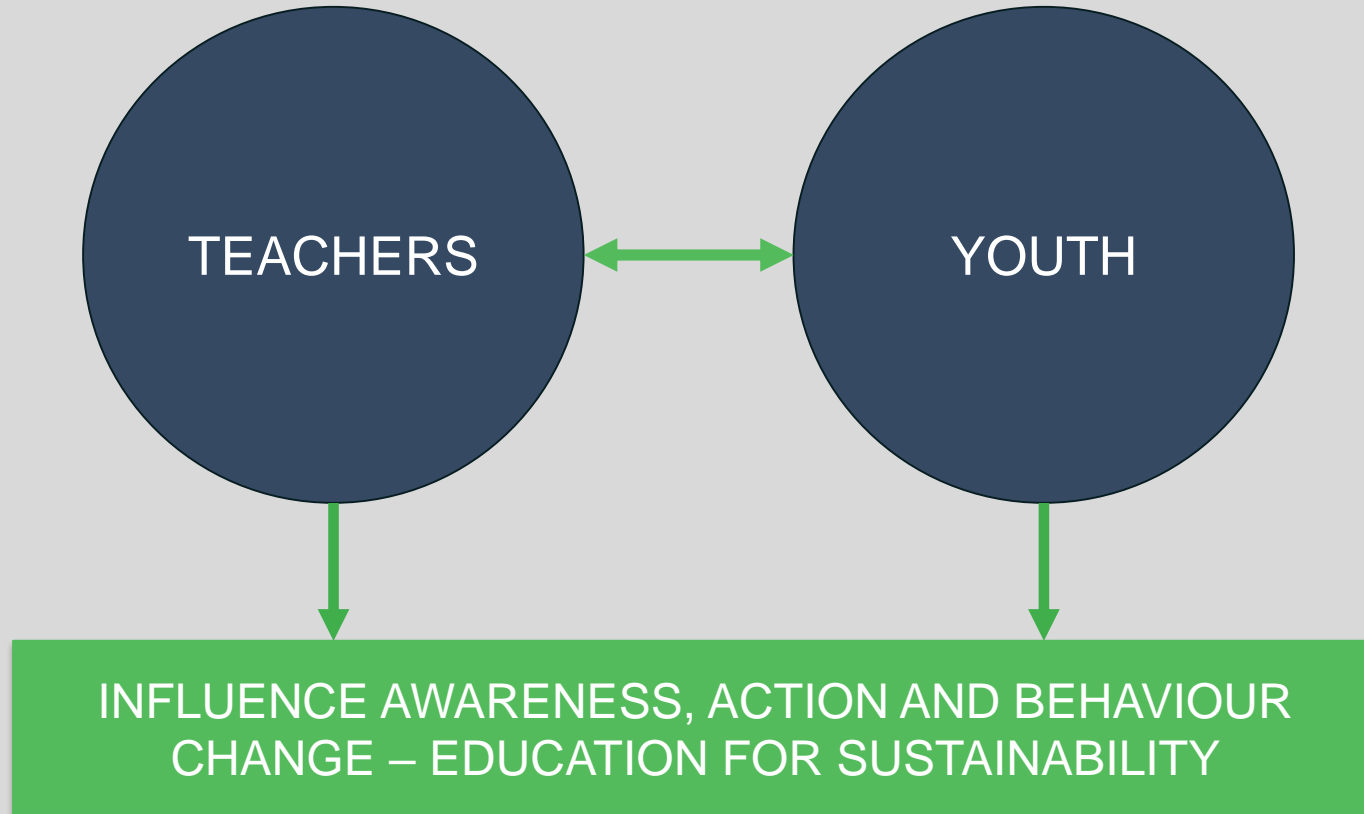 TEACHERS
YOUTH
INFLUENCE AWARENESS, ACTION AND BEHAVIOUR
CHANGE – EDUCATION FOR SUSTAINABILITY